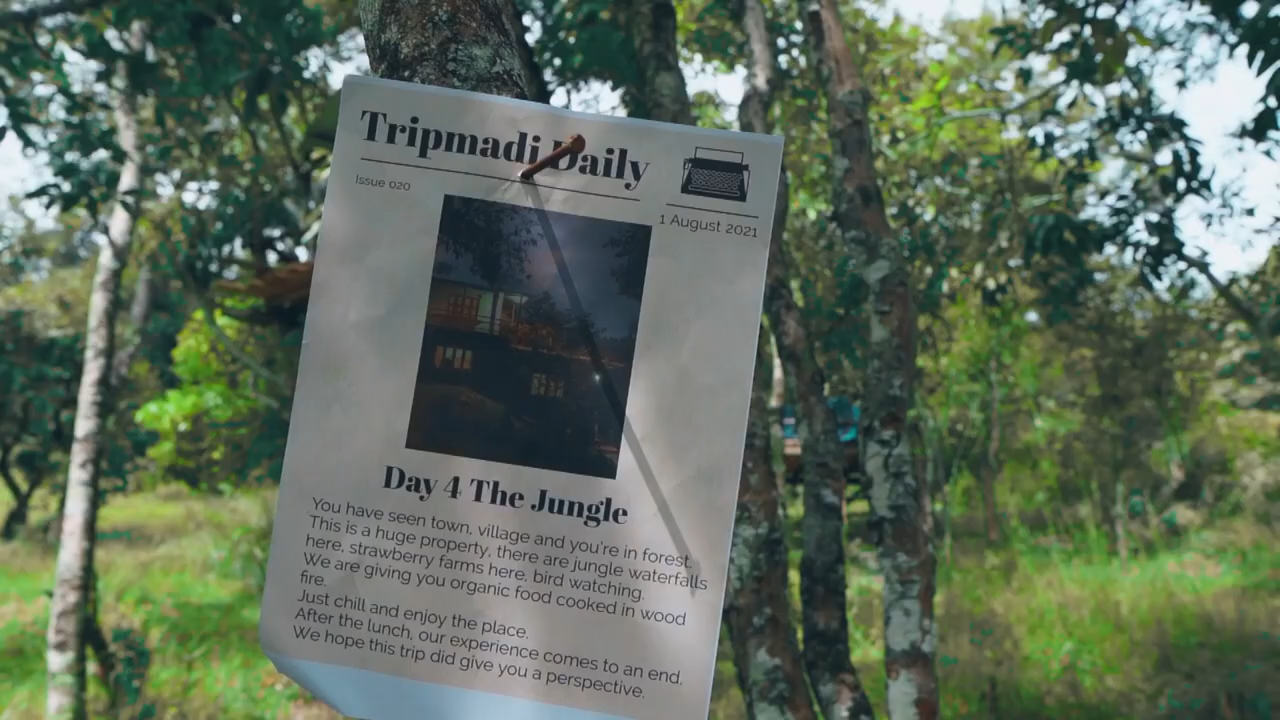 Tripmadi Daily
Issue 020
1 August 2021
Day 4 The Jungle
You have seen town, village and you're in forest.
This is a huge property, there are jungle waterfalls
here, strawberry farms here, bird watching.
We are giving you organic food cooked in wood
fire.
Just chill and enjoy the place.
After the lunch, our experience comes to an end.
We hope this trip did give you a perspective.